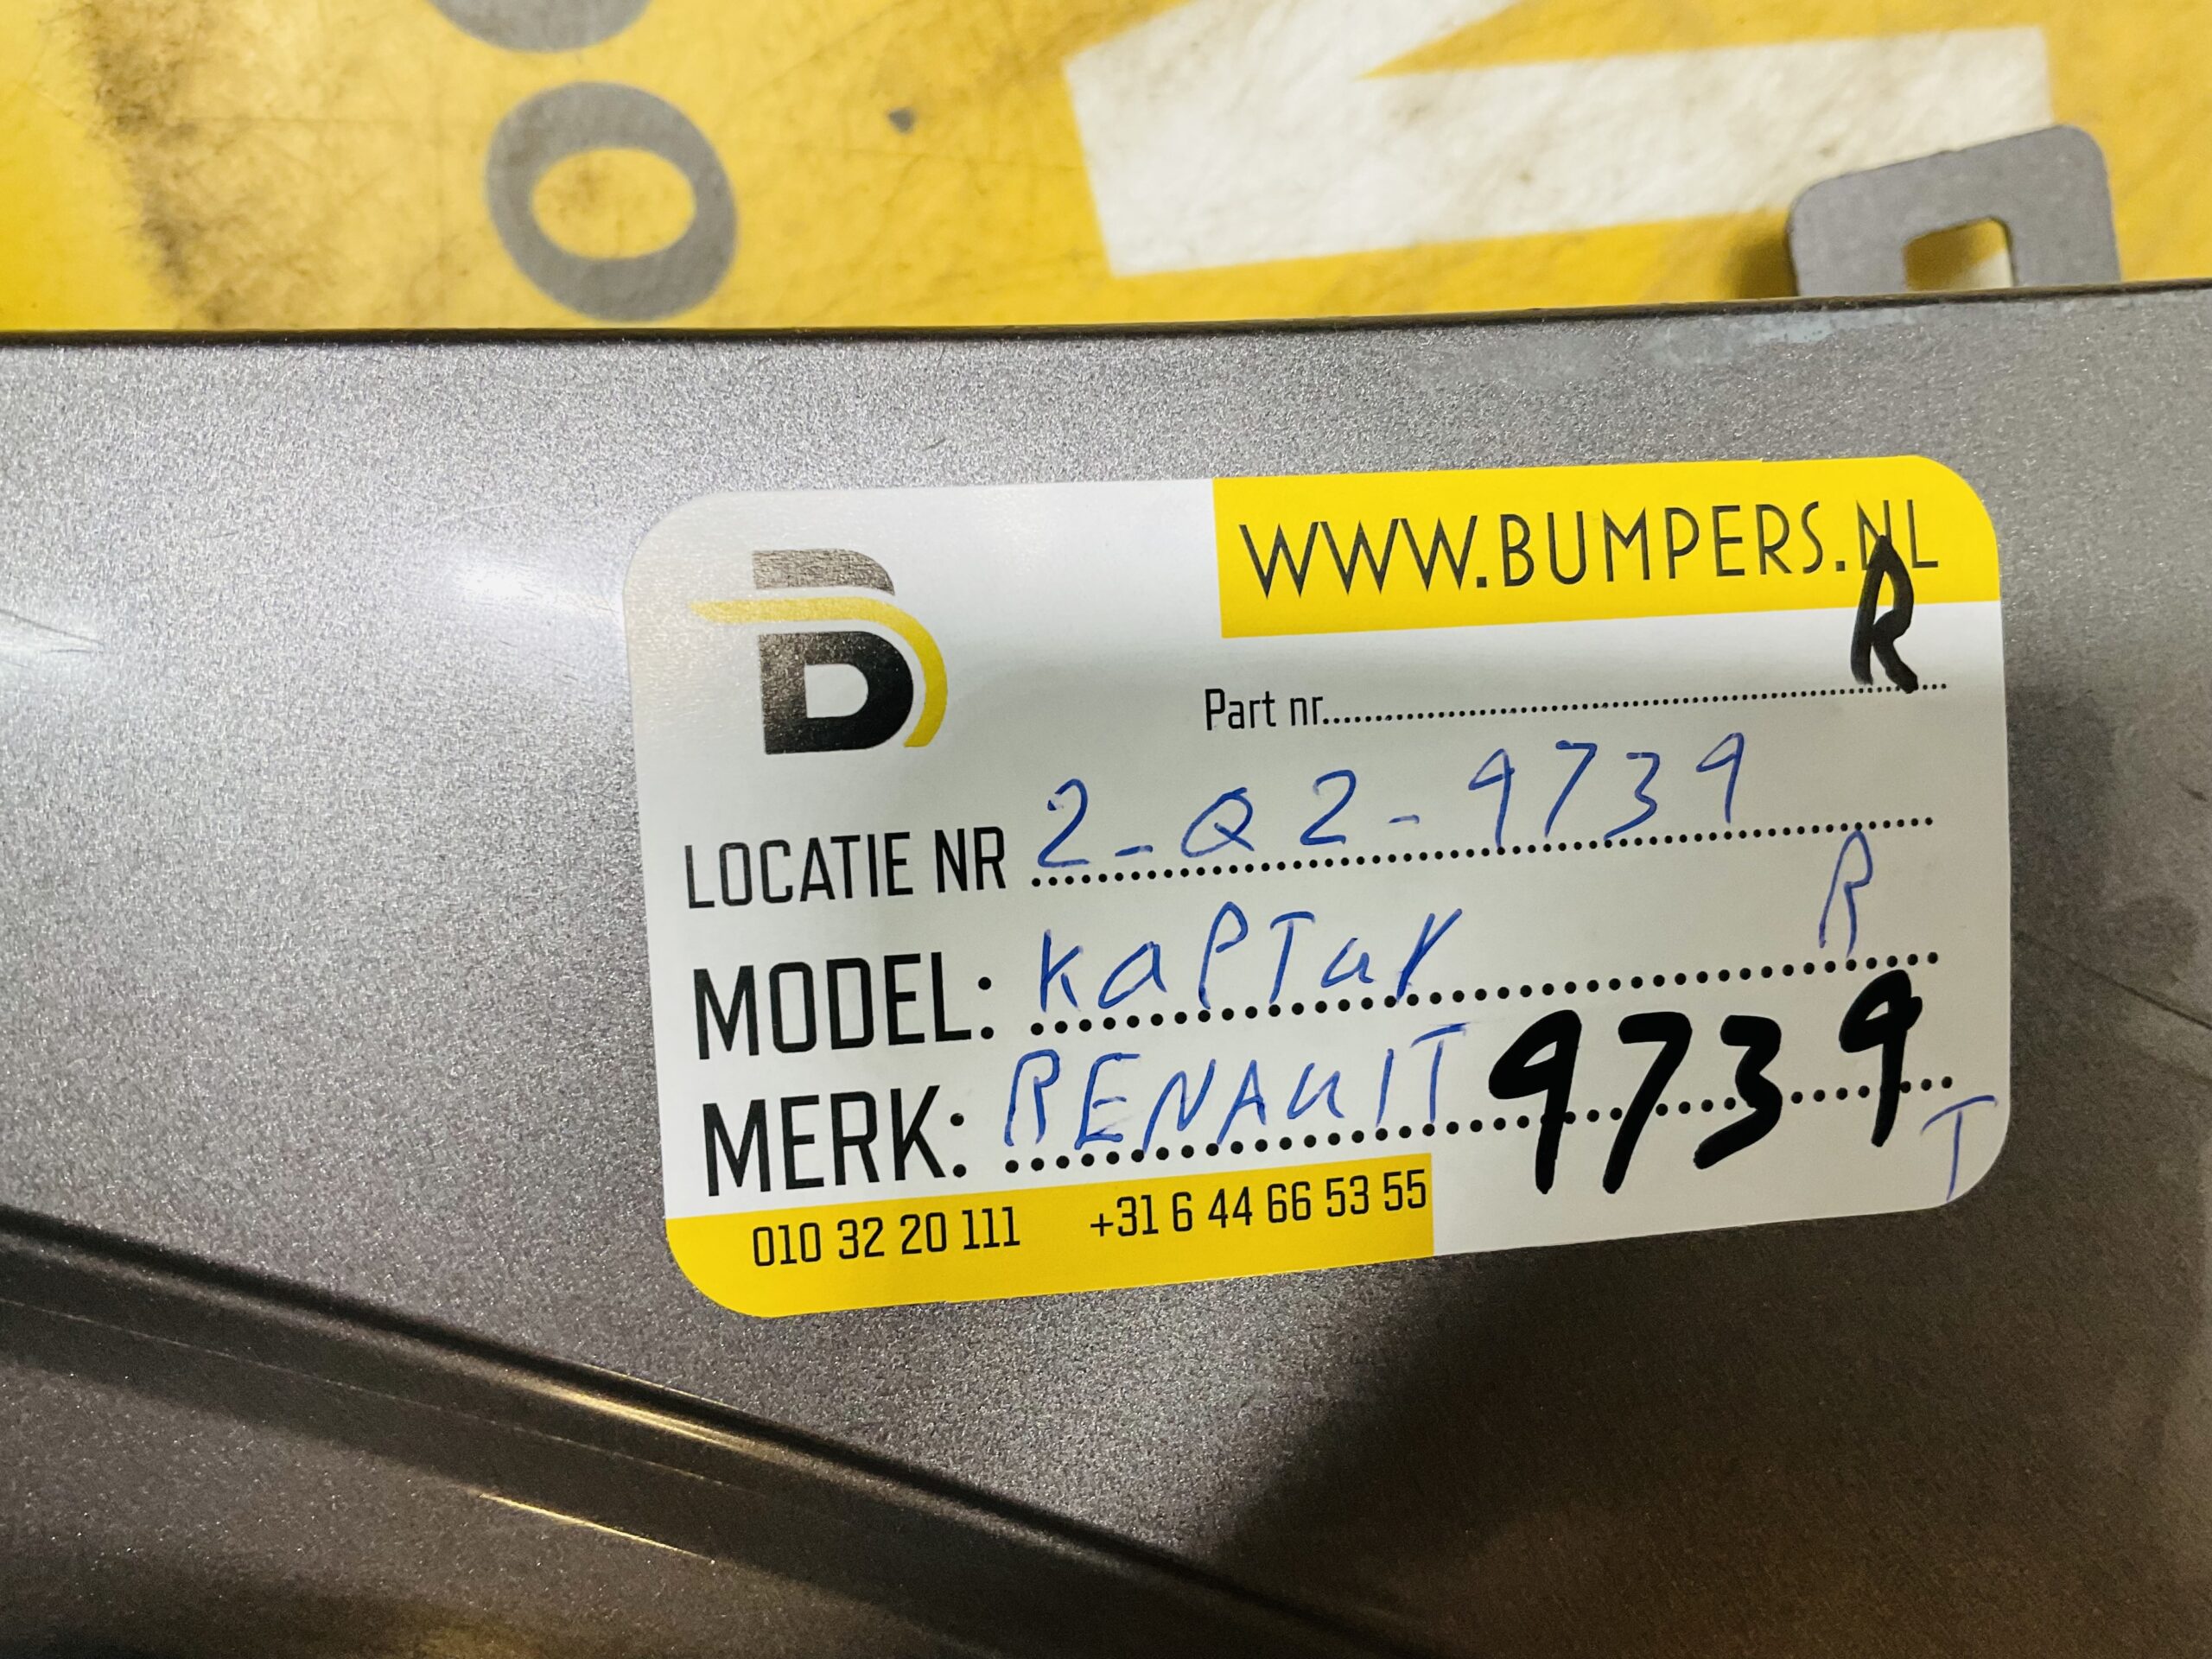 WWW.BUMPERS.NL
R
Part nr
LOCATIE NR 2-Q2-9739
R
MODEL: KaPTur
MERK: RENAuIT 9739
T
010 32 20 111 +31 6 44 66 53 55